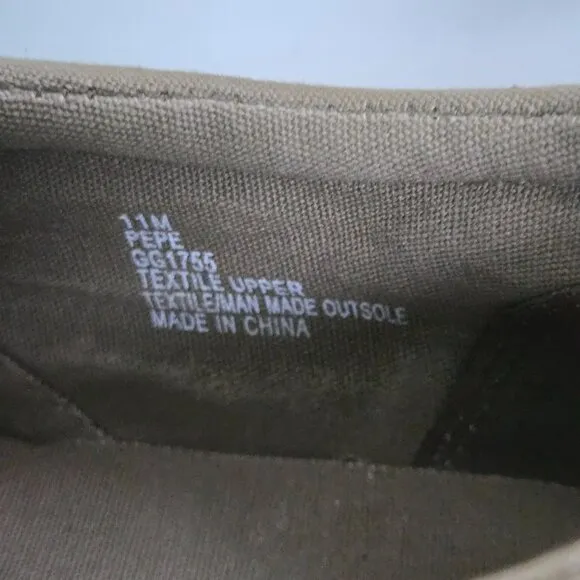 11M
PEPE
GG1755
TEXTILE UPPER
TEXTILE/MAN MADE OUTSOLE
MADE IN CHINA